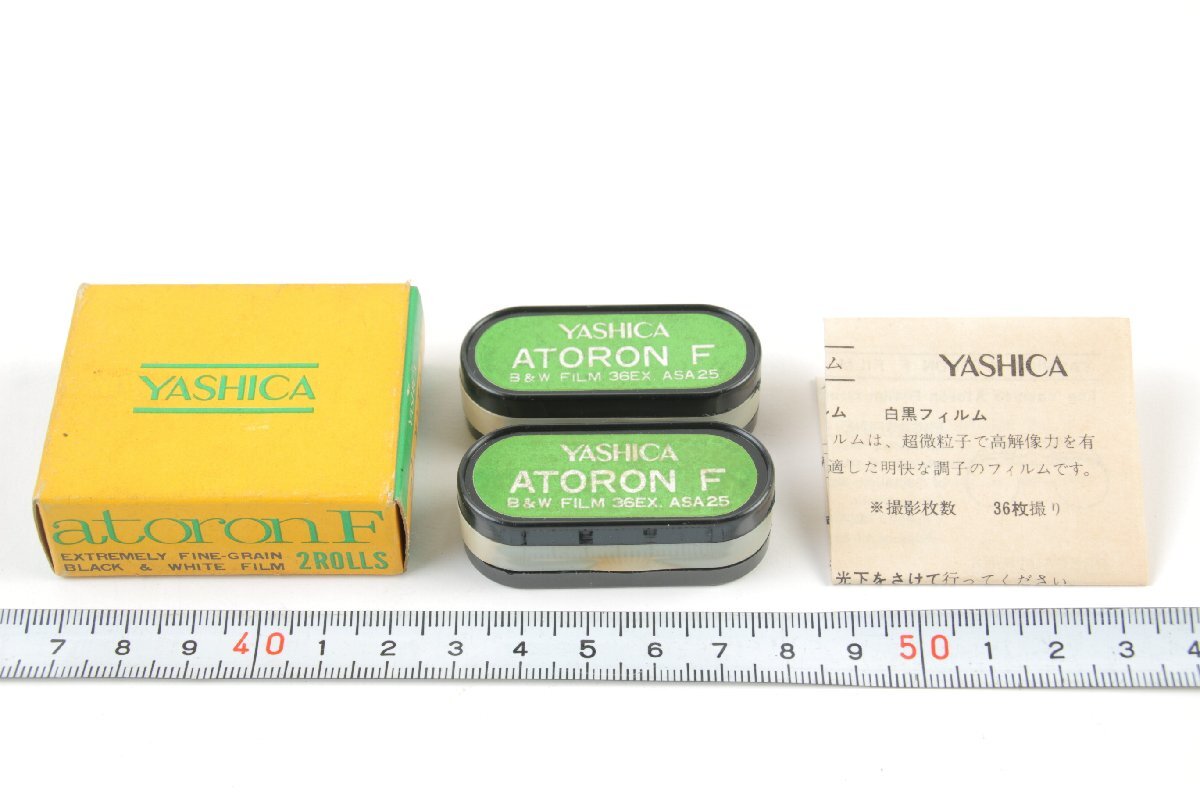 YASHICA
atoron F
EXTREMELY FINE-GRAIN
BLACK & WHITE FILM 2 ROLLS
YASHICA
ATORON F
B&W FILM 36EX. ASA25
YASHICA
ATORON F
B&W FILM 36EX. ASA25
ム YASHICA
ム 白黒フィルム
ルムは、超微粒子で高解像力を有
適した明快な調子のフィルムです。
※撮影枚数 36枚撮り
光下をさけて行ってください
7 8 9 40 1 2 3 4 5 6 7 8 9 50 1 2 3 4